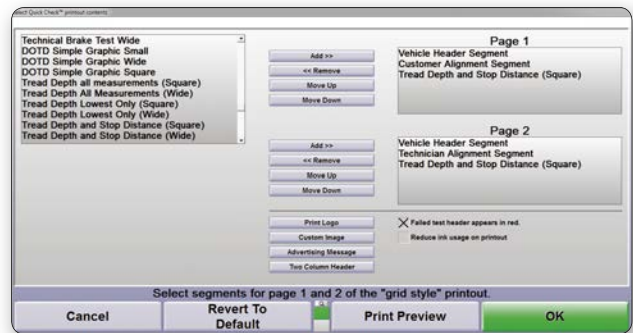 Select Quick Check™ printout contents
Technical Brake Test Wide
DOTD Simple Graphic Small
DOTD Simple Graphic Wide
DOTD Simple Graphic Square
Tread Depth all measurements (Square)
Tread Depth All Measurements (Wide)
Tread Depth Lowest Only (Square)
Tread Depth Lowest Only (Wide)
Tread Depth and Stop Distance (Square)
Tread Depth and Stop Distance (Wide)
Add >>
<< Remove
Move Up
Move Down
Page 1
Vehicle Header Segment
Customer Alignment Segment
Tread Depth and Stop Distance (Square)
Add >>
<< Remove
Move Up
Move Down
Page 2
Vehicle Header Segment
Technician Alignment Segment
Tread Depth and Stop Distance (Square)
Print Logo
Custom Image
Advertising Message
Two Column Header
Failed test header appears in red.
Reduce ink usage on printout
Select segments for page 1 and 2 of the "grid style" printout.
Cancel
Revert To
Default
Print Preview
OK